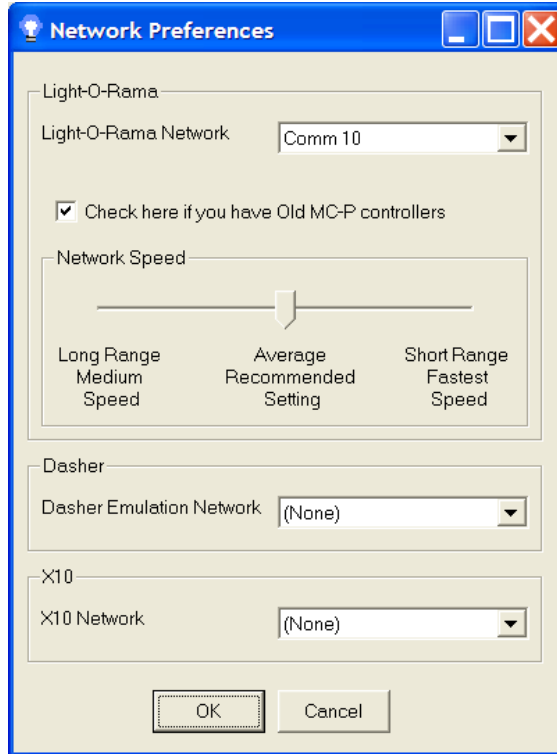 Network Preferences
Light-O-Rama
Light-O-Rama Network
Comm 10
Check here if you have Old MC-P controllers
Network Speed
Long Range
Medium
Speed
Average
Recommended
Setting
Short Range
Fastest
Speed
Dasher
Dasher Emulation Network
(None)
X10
X10 Network
(None)
OK
Cancel